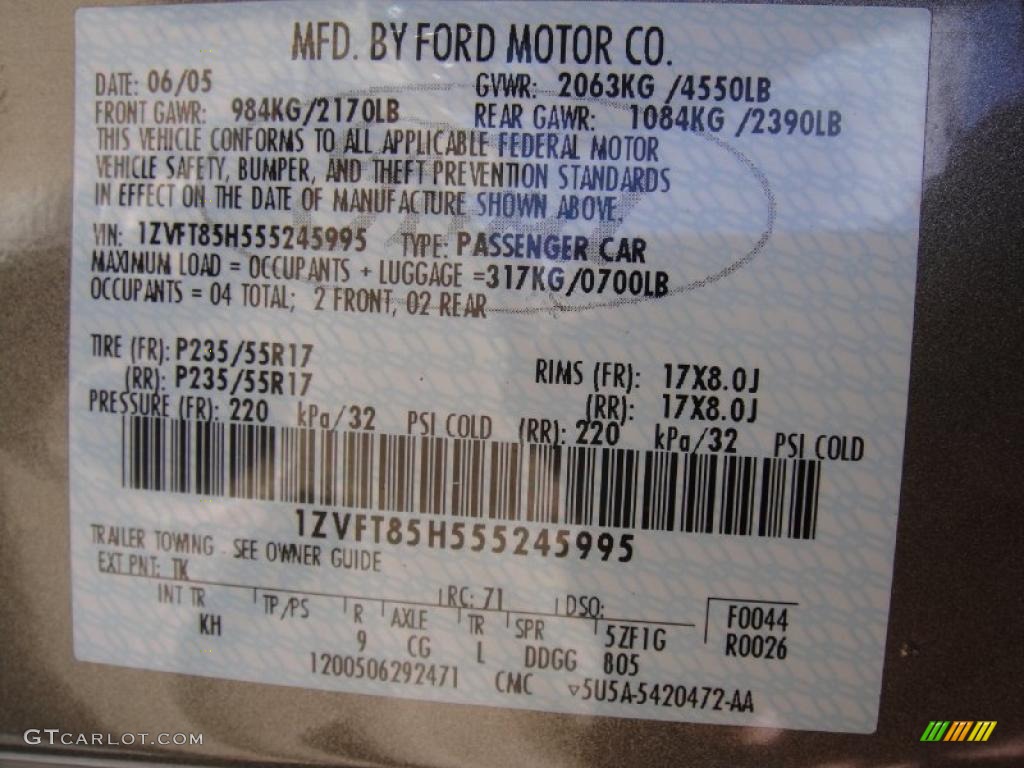 MFD. BY FORD MOTOR CO.
DATE: 06/05 GVWR: 2063KG /4550LB
FRONT GAWR: 984KG/2170LB REAR GAWR: 1084KG /2390LB
THIS VEHICLE CONFORMS TO ALL APPLICABLE FEDERAL MOTOR
VEHICLE SAFETY, BUMPER, AND THEFT PREVENTION STANDARDS
IN EFFECT ON THE DATE OF MANUFACTURE SHOWN ABOVE.
VIN: 1ZVFT85H555245995 TYPE: PASSENGER CAR
MAXIMUM LOAD = OCCUPANTS + LUGGAGE =317KG/0700LB
OCCUPANTS = 04 TOTAL; 2 FRONT, 02 REAR
TIRE (FR): P235/55R17 RIMS (FR): 17X8.0J
(RR): P235/55R17 (RR): 17X8.0J
PRESSURE (FR): 220 kPa/32 PSI COLD (RR): 220 kPa/32 PSI COLD
1ZVFT85H555245995
TRAILER TOWING - SEE OWNER GUIDE
EXT PNT: TK RC: 71 DSO: F0044
INT TR TP/PS R AXLE TR SPR 5ZF1G R0026
KH 9 CG L DDGG 805
1200506292471 CMC ▿5U5A-5420472-AA
GTCARLOT.COM